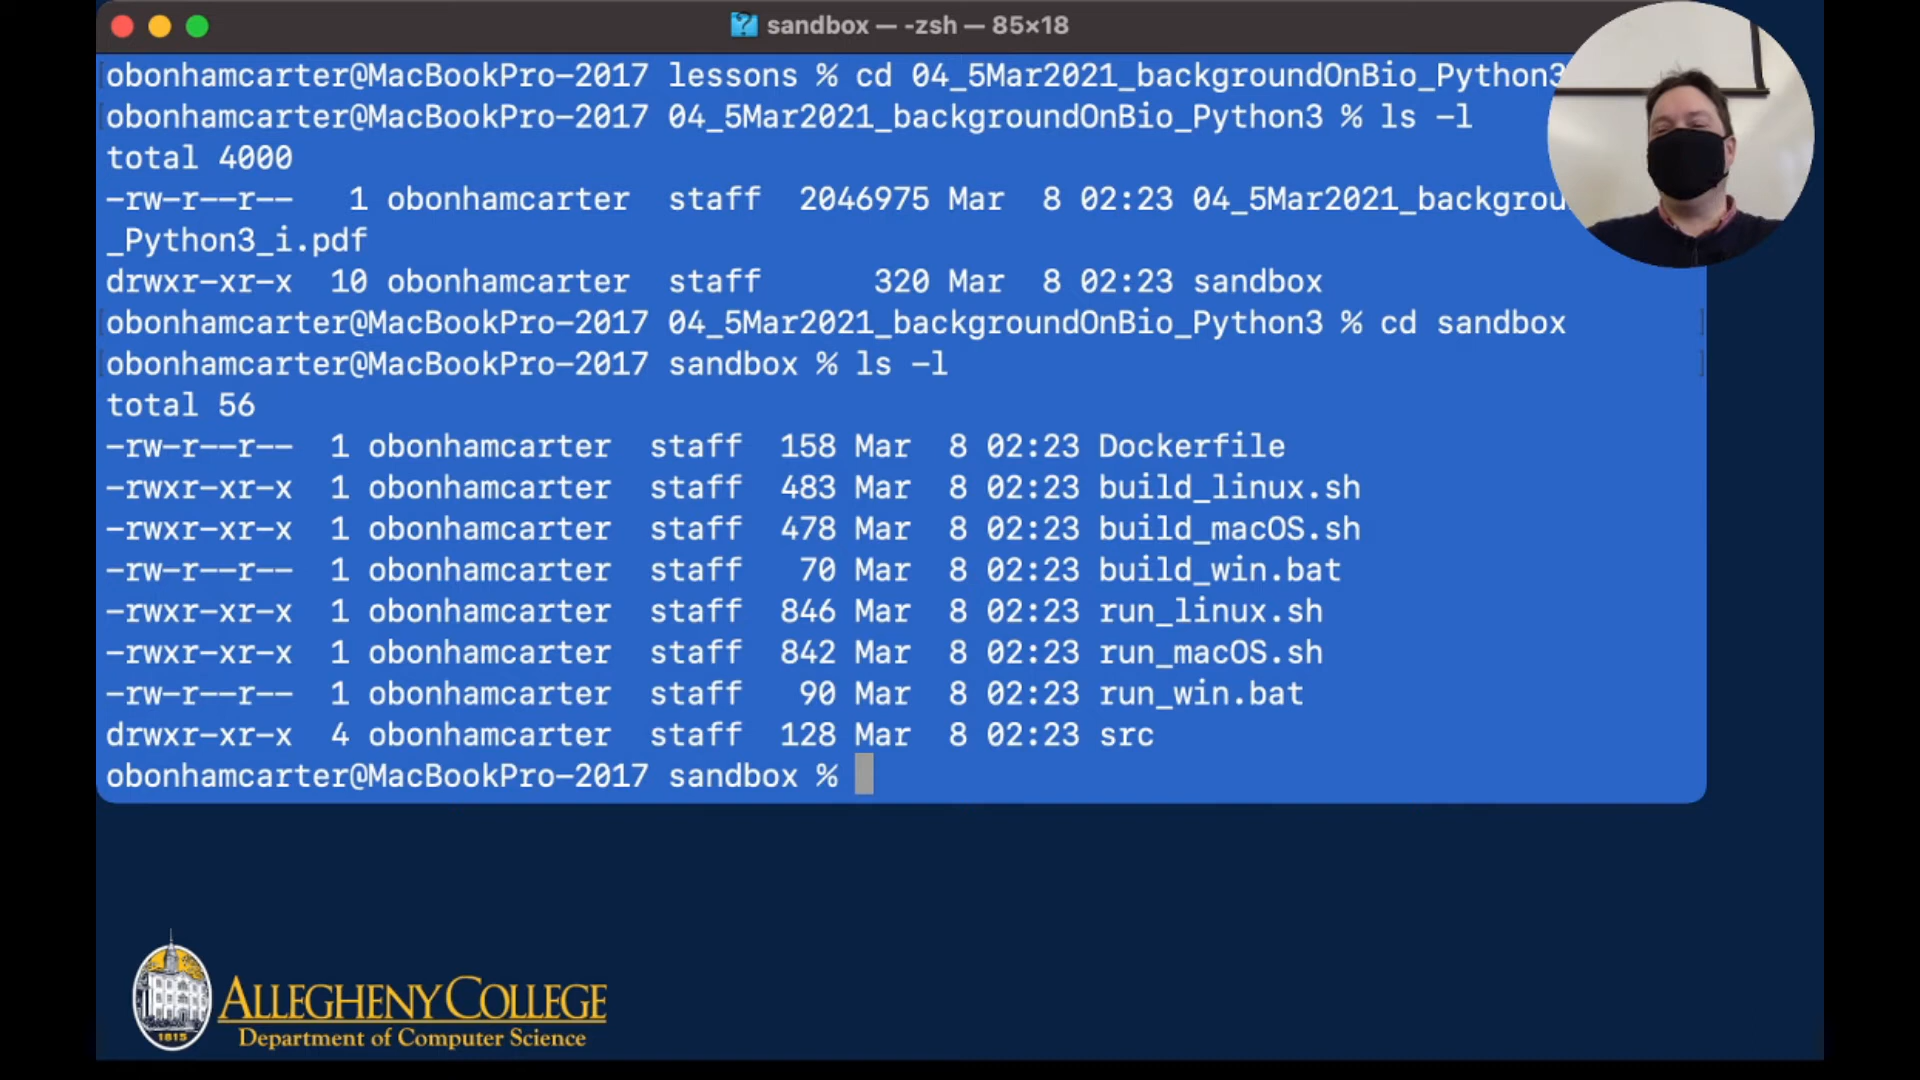 sandbox — -zsh — 85×18
obonhamcarter@MacBookPro-2017 lessons % cd 04_5Mar2021_backgroundOnBio_Python3
obonhamcarter@MacBookPro-2017 04_5Mar2021_backgroundOnBio_Python3 % ls -l
total 4000
-rw-r--r--   1 obonhamcarter  staff  2046975 Mar  8 02:23 04_5Mar2021_backgrou
_Python3_i.pdf
drwxr-xr-x  10 obonhamcarter  staff      320 Mar  8 02:23 sandbox
obonhamcarter@MacBookPro-2017 04_5Mar2021_backgroundOnBio_Python3 % cd sandbox
obonhamcarter@MacBookPro-2017 sandbox % ls -l
total 56
-rw-r--r--  1 obonhamcarter  staff  158 Mar  8 02:23 Dockerfile
-rwxr-xr-x  1 obonhamcarter  staff  483 Mar  8 02:23 build_linux.sh
-rwxr-xr-x  1 obonhamcarter  staff  478 Mar  8 02:23 build_macOS.sh
-rw-r--r--  1 obonhamcarter  staff   70 Mar  8 02:23 build_win.bat
-rwxr-xr-x  1 obonhamcarter  staff  846 Mar  8 02:23 run_linux.sh
-rwxr-xr-x  1 obonhamcarter  staff  842 Mar  8 02:23 run_macOS.sh
-rw-r--r--  1 obonhamcarter  staff   90 Mar  8 02:23 run_win.bat
drwxr-xr-x  4 obonhamcarter  staff  128 Mar  8 02:23 src
obonhamcarter@MacBookPro-2017 sandbox %
1815
ALLEGHENY COLLEGE
Department of Computer Science